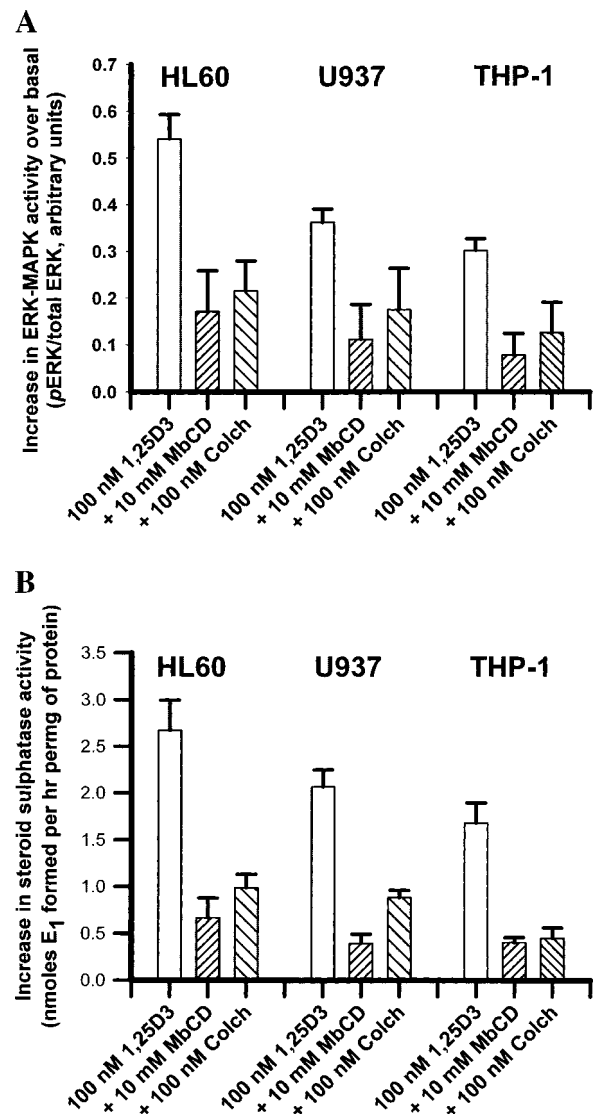 A
Increase in ERK-MAPK activity over basal
(pERK/total ERK, arbitrary units)
0.7
0.6
0.5
0.4
0.3
0.2
0.1
0.0
HL60
U937
THP-1
100 nM 1,25D3
+ 10 mM MbCD
+ 100 nM Colch
100 nM 1,25D3
+ 10 mM MbCD
+ 100 nM Colch
100 nM 1,25D3
+ 10 mM MbCD
+ 100 nM Colch
B
Increase in steroid sulphatase activity
(nmoles E1 formed per hr permg of protein)
3.5
3.0
2.5
2.0
1.5
1.0
0.5
0.0
HL60
U937
THP-1
100 nM 1,25D3
+ 10 mM MbCD
+ 100 nM Colch
100 nM 1,25D3
+ 10 mM MbCD
+ 100 nM Colch
100 nM 1,25D3
+ 10 mM MbCD
+ 100 nM Colch